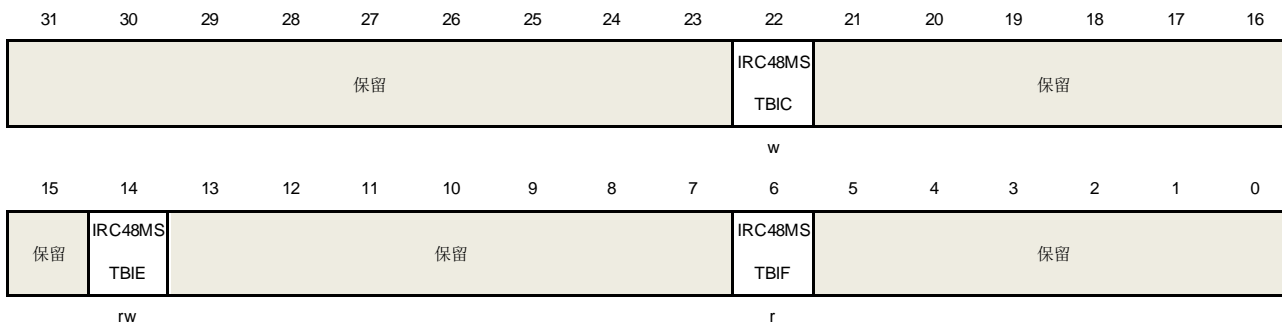 31 30 29 28 27 26 25 24 23 22 21 20 19 18 17 16
保留 IRC48MS TBIC 保留
w
15 14 13 12 11 10 9 8 7 6 5 4 3 2 1 0
保留 IRC48MS TBIE 保留 IRC48MS TBIF 保留
rw r